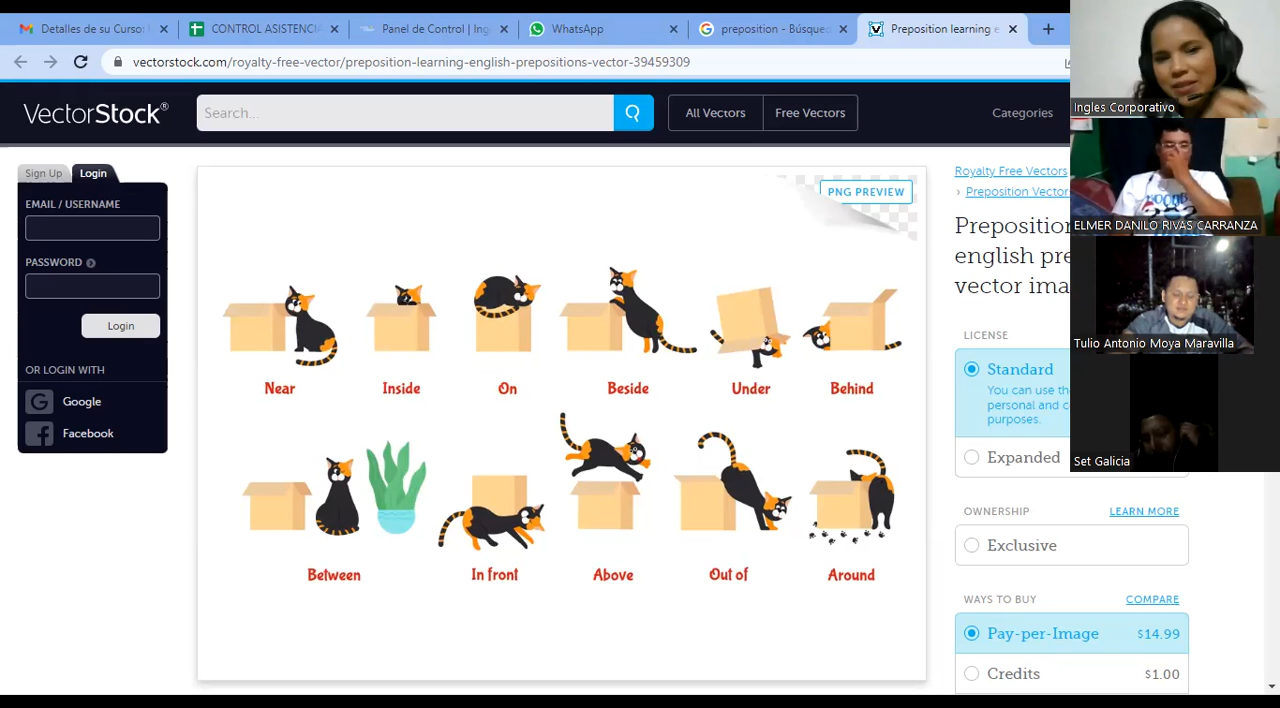 Detalles de su Curso
CONTROL ASISTENCIA
Panel de Control | Ing
WhatsApp
preposition - Búsqued
Preposition learning e
vectorstock.com/royalty-free-vector/preposition-learning-english-prepositions-vector-39459309
VectorStock®
Search...
All Vectors
Free Vectors
Categories
Sign Up
Login
EMAIL / USERNAME
PASSWORD
Login
OR LOGIN WITH
Google
Facebook
PNG PREVIEW
Near
Inside
On
Beside
Under
Behind
Between
In front
Above
Out of
Around
Royalty Free Vectors
› Preposition Vector
Preposition
english pre
vector ima
LICENSE
Standard
You can use th
personal and c
purposes.
Expanded
OWNERSHIP
LEARN MORE
Exclusive
WAYS TO BUY
COMPARE
Pay-per-Image
$14.99
Credits
$1.00
Ingles Corporativo
ELMER DANILO RIVAS CARRANZA
Tulio Antonio Moya Maravilla
Set Galicia